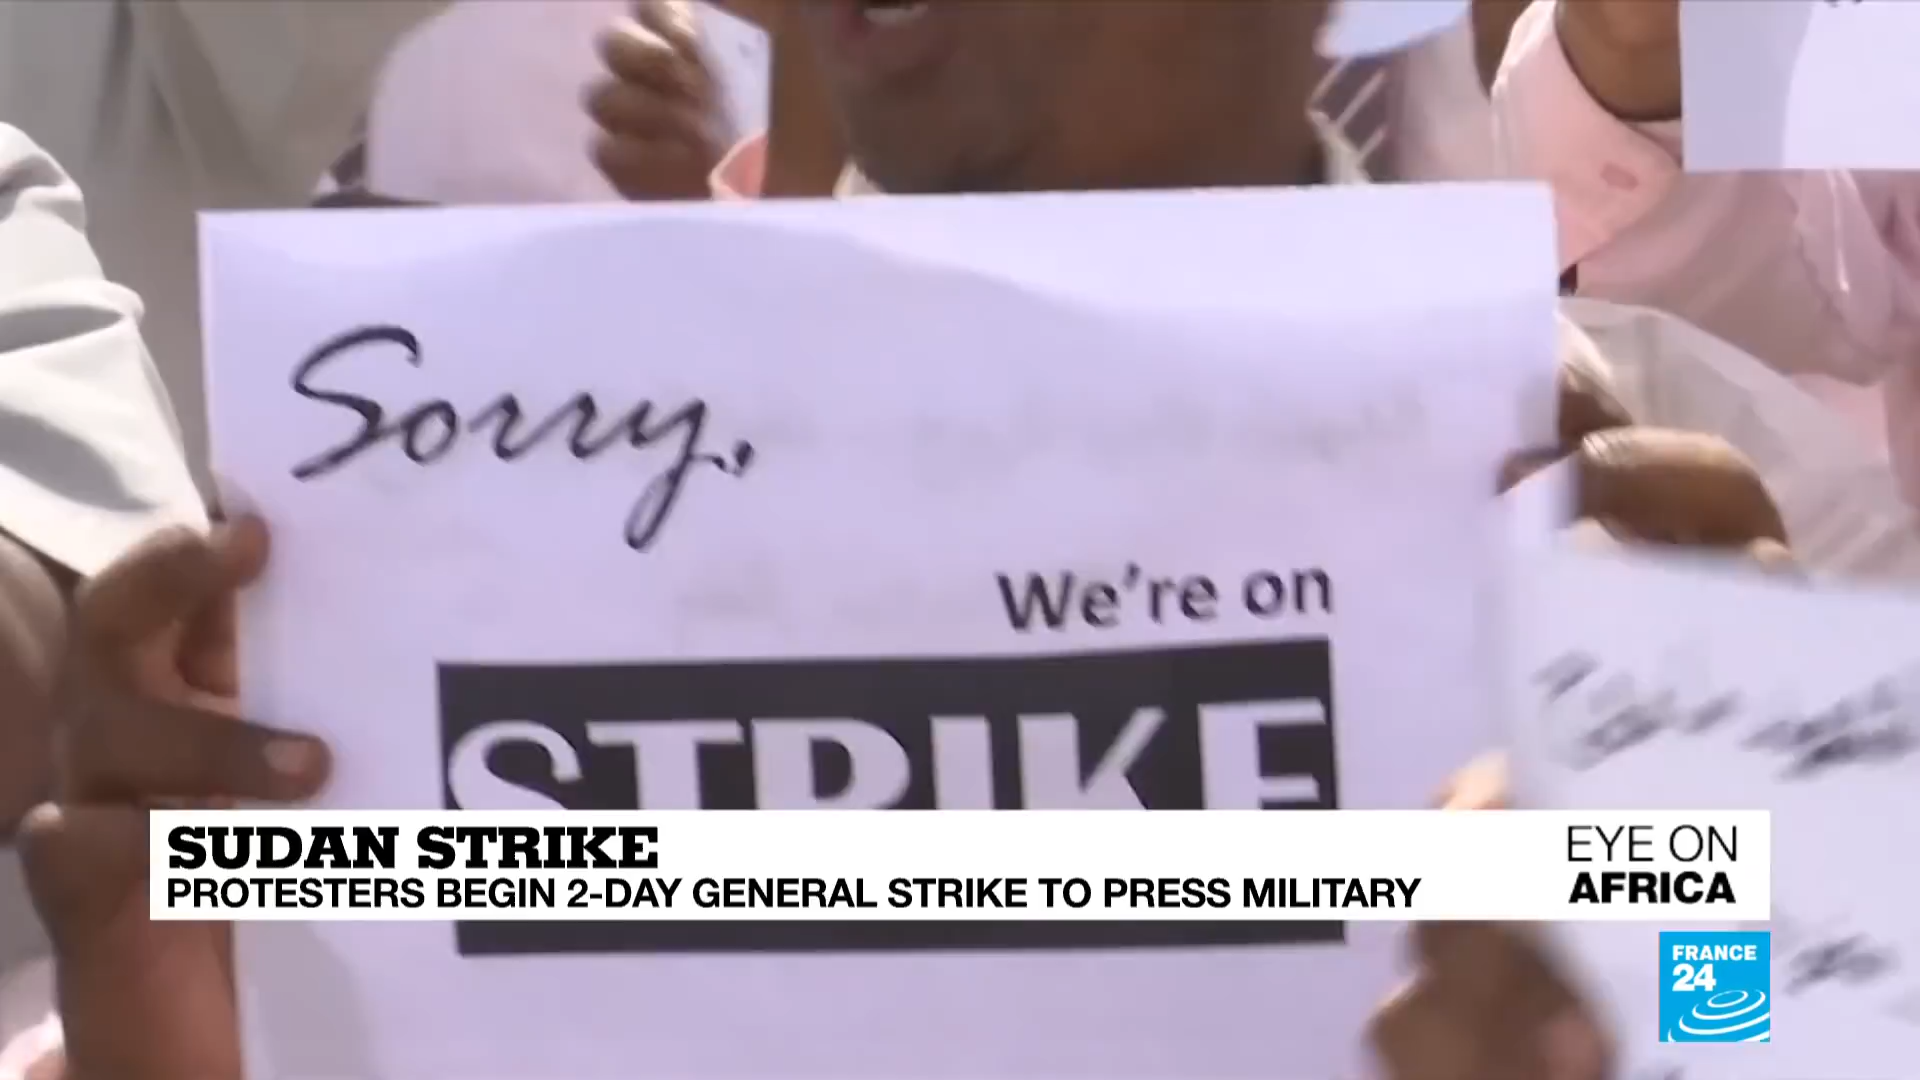 Sorry,
We're on
STRIKE
SUDAN STRIKE
PROTESTERS BEGIN 2-DAY GENERAL STRIKE TO PRESS MILITARY
EYE ON
AFRICA
FRANCE
24